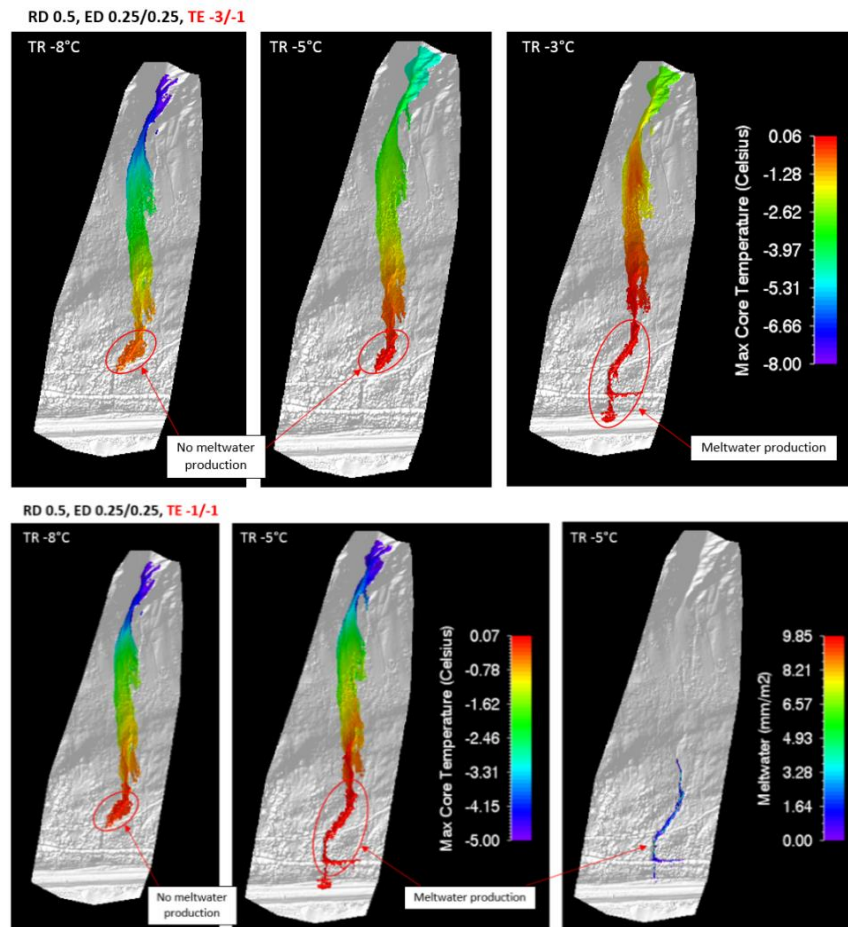 RD 0.5, ED 0.25/0.25, TE -3/-1
TR -8°C
TR -5°C
TR -3°C
Max Core Temperature (Celsius)
0.06
-1.28
-2.62
-3.97
-5.31
-6.66
-8.00
No meltwater
production
Meltwater production
RD 0.5, ED 0.25/0.25, TE -1/-1
TR -8°C
TR -5°C
TR -5°C
Max Core Temperature (Celsius)
0.07
-0.78
-1.62
-2.46
-3.31
-4.15
-5.00
Meltwater (mm/m2)
9.85
8.21
6.57
4.93
3.28
1.64
0.00
No meltwater
production
Meltwater production